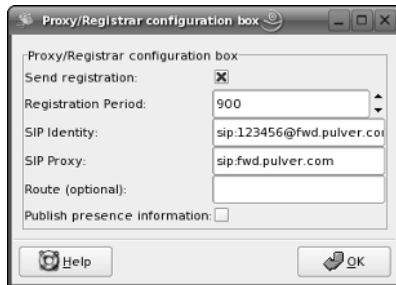 Proxy/Registrar configuration box
Proxy/Registrar configuration box
Send registration:
Registration Period: 900
SIP Identity: sip:123456@fwd.pulver.co
SIP Proxy: sip:fwd.pulver.com
Route (optional):
Publish presence information:
Help OK